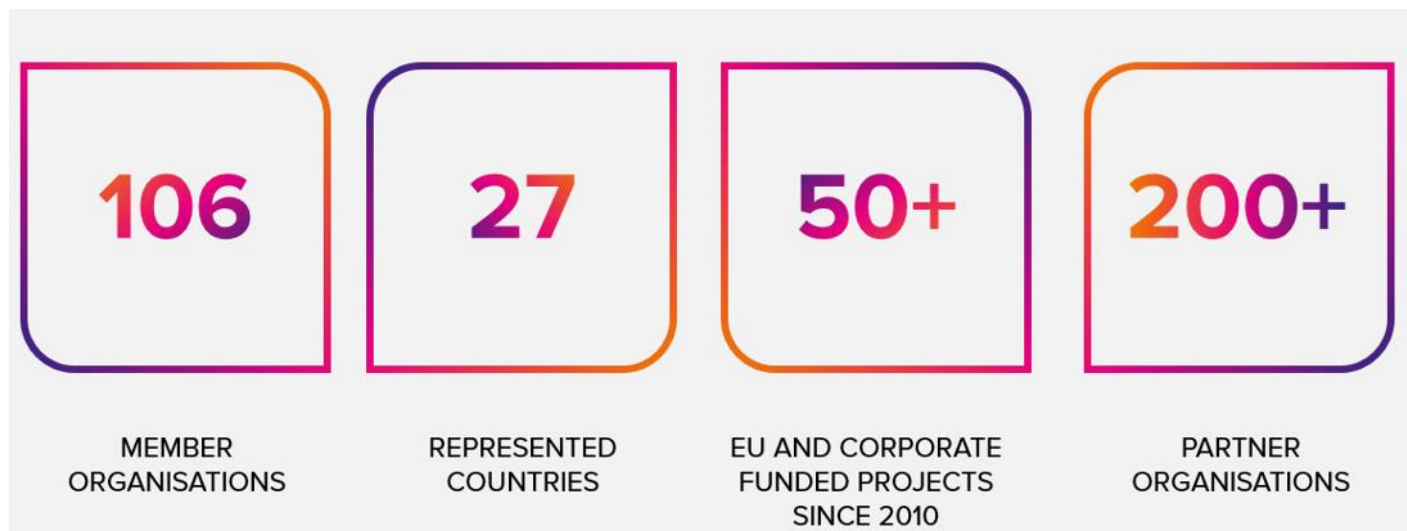 106
27
50+
200+
MEMBER
ORGANISATIONS
REPRESENTED
COUNTRIES
EU AND CORPORATE
FUNDED PROJECTS
SINCE 2010
PARTNER
ORGANISATIONS